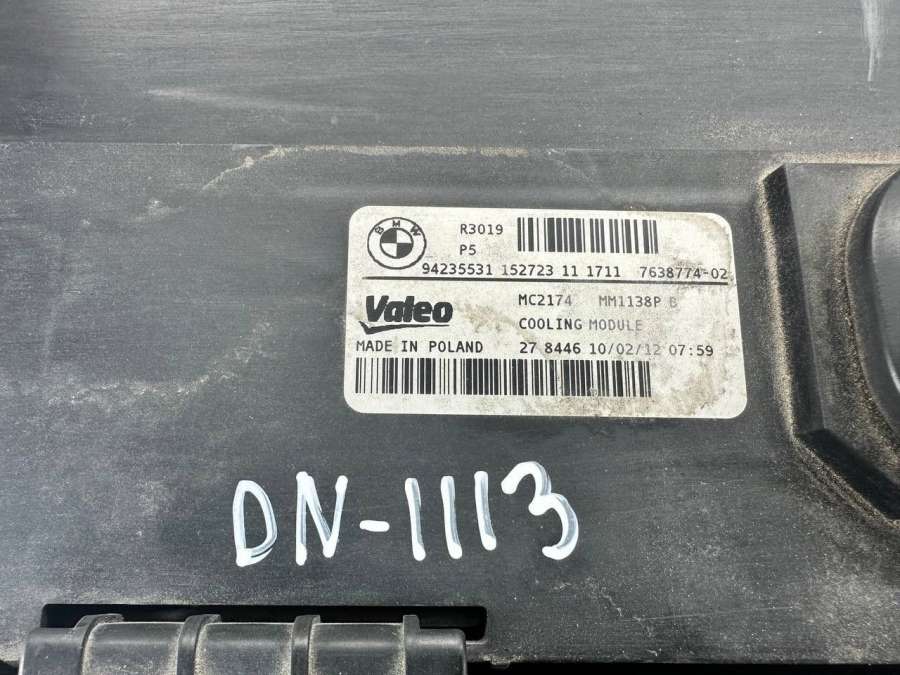 BMW
R3019
P5
94235531 152723 11 1711 7638774-02
Valeo
MC2174 MM1138P B
COOLING MODULE
MADE IN POLAND 27 8446 10/02/12 07:59
DN-1113